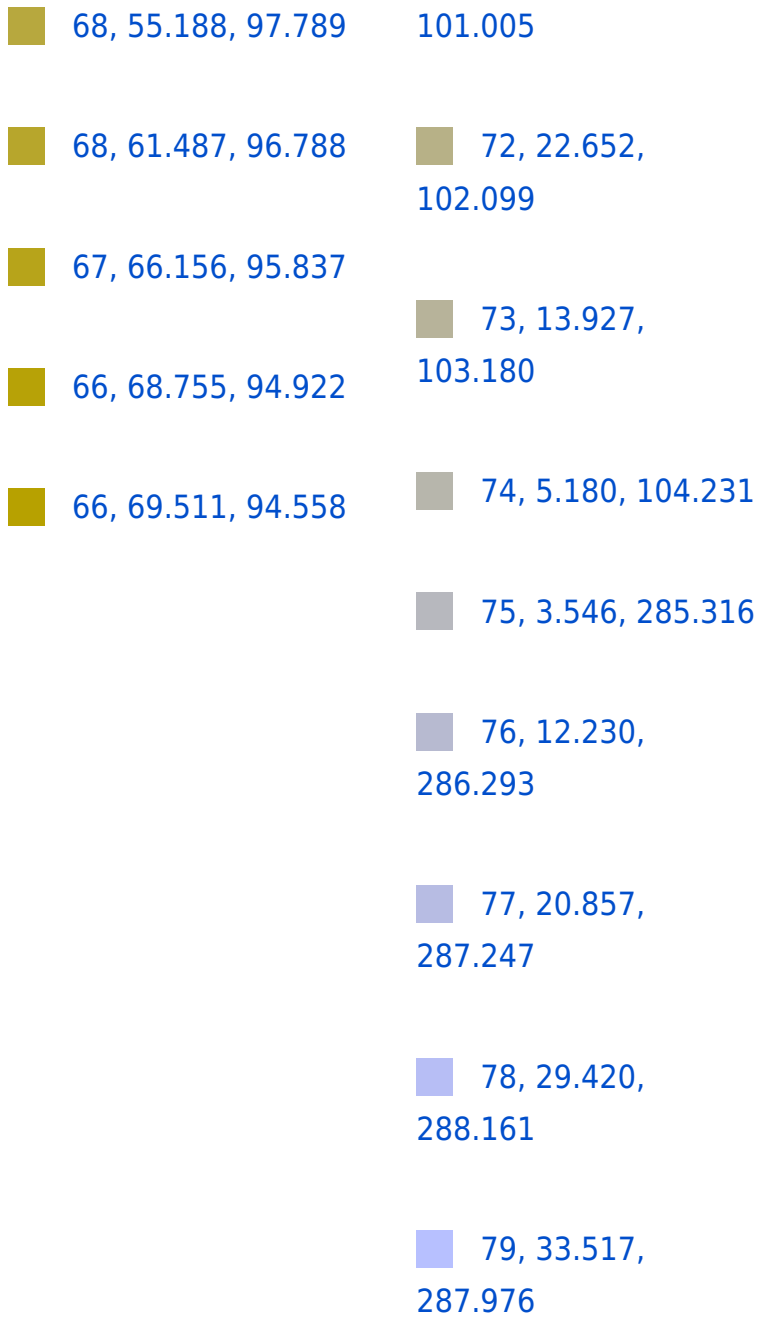 68, 55.188, 97.789
68, 61.487, 96.788
67, 66.156, 95.837
66, 68.755, 94.922
66, 69.511, 94.558
101.005
72, 22.652,
102.099
73, 13.927,
103.180
74, 5.180, 104.231
75, 3.546, 285.316
76, 12.230,
286.293
77, 20.857,
287.247
78, 29.420,
288.161
79, 33.517,
287.976